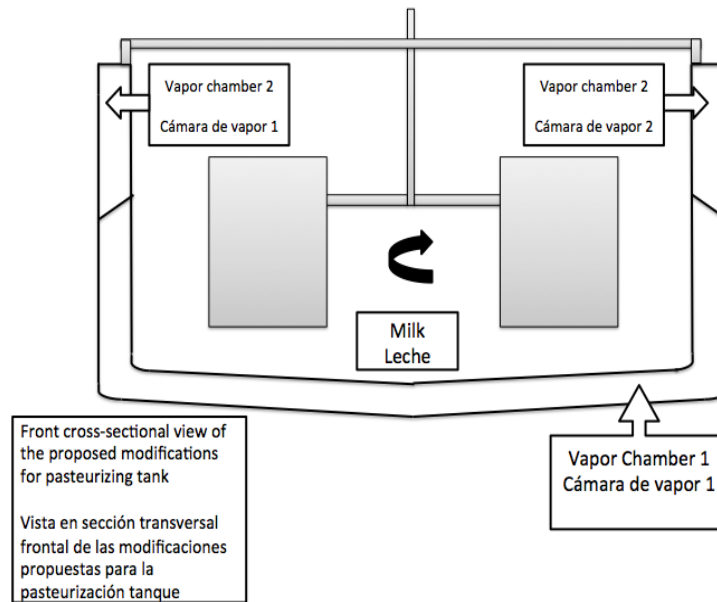 Vapor chamber 2
Cámara de vapor 1
Vapor chamber 2
Cámara de vapor 2
Milk
Leche
Vapor Chamber 1
Cámara de vapor 1
Front cross-sectional view of
the proposed modifications
for pasteurizing tank
Vista en sección transversal
frontal de las modificaciones
propuestas para la
pasteurización tanque